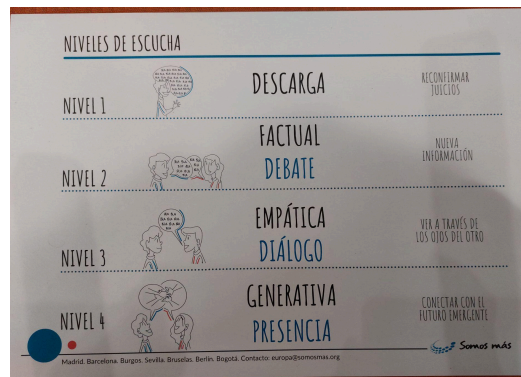 NIVELES DE ESCUCHA
NIVEL 1
DESCARGA
RECONFIRMAR
JUICIOS
NIVEL 2
FACTUAL
DEBATE
NUEVA
INFORMACIÓN
NIVEL 3
EMPÁTICA
DIÁLOGO
VER A TRAVÉS DE
LOS OJOS DEL OTRO
NIVEL 4
GENERATIVA
PRESENCIA
CONECTAR CON EL
FUTURO EMERGENTE
Somos más
Madrid. Barcelona. Burgos. Sevilla. Bruselas. Berlín. Bogotá. Contacto: europa@somosmas.org